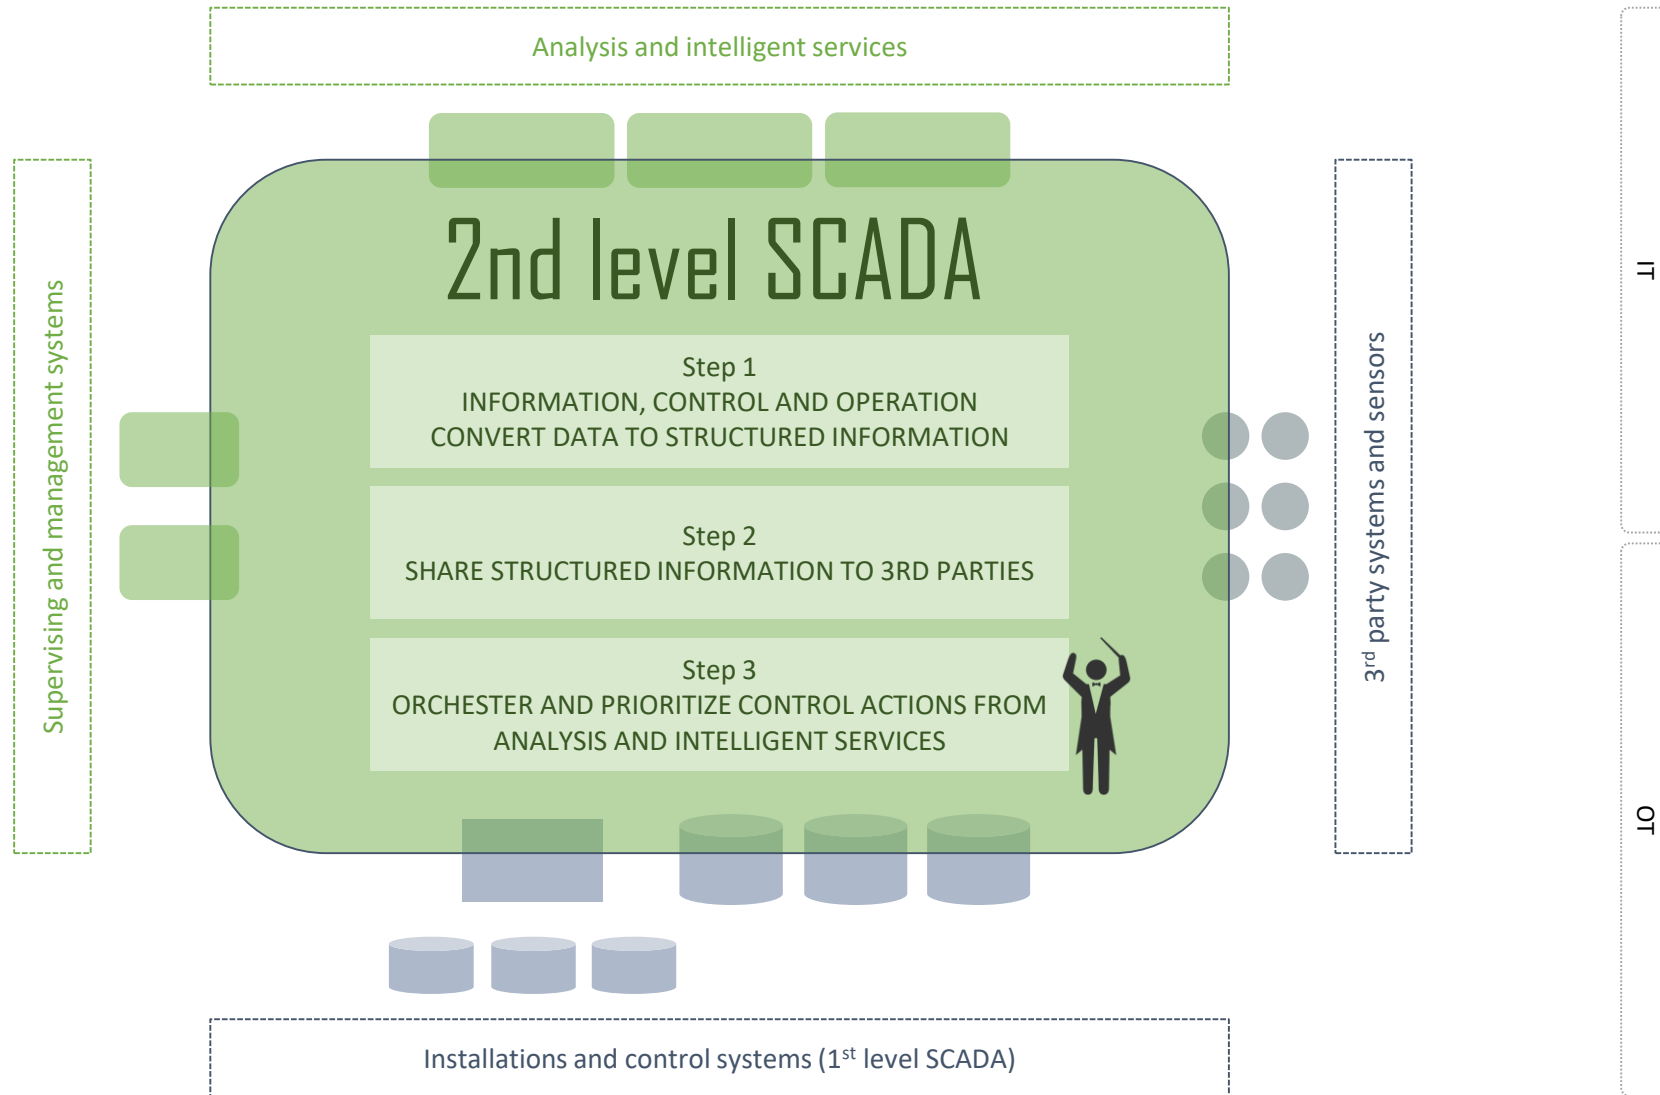 Analysis and intelligent services
IT
2nd level SCADA
Supervising and management systems
Step 1
INFORMATION, CONTROL AND OPERATION
CONVERT DATA TO STRUCTURED INFORMATION
Step 2
SHARE STRUCTURED INFORMATION TO 3RD PARTIES
Step 3
ORCHESTER AND PRIORITIZE CONTROL ACTIONS FROM
ANALYSIS AND INTELLIGENT SERVICES
3rd party systems and sensors
OT
Installations and control systems (1st level SCADA)